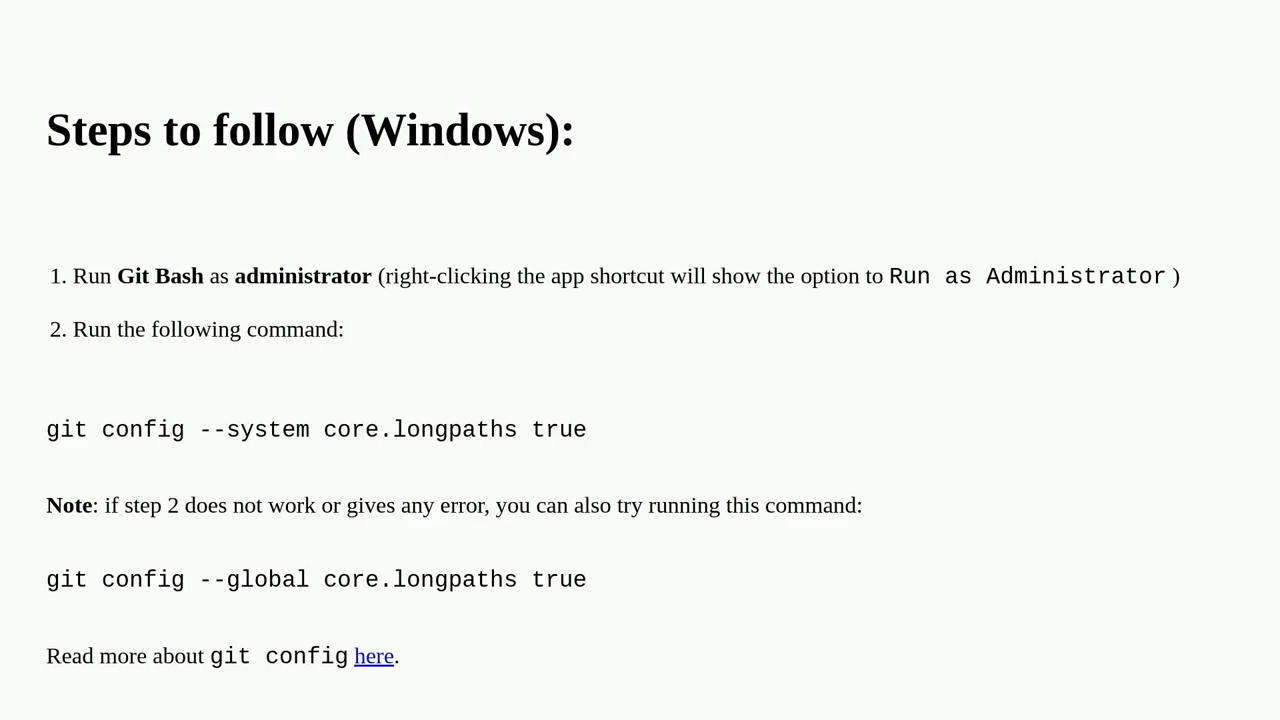 Steps to follow (Windows):
1. Run Git Bash as administrator (right-clicking the app shortcut will show the option to Run as Administrator )
2. Run the following command:
git config --system core.longpaths true
Note: if step 2 does not work or gives any error, you can also try running this command:
git config --global core.longpaths true
Read more about git config here.